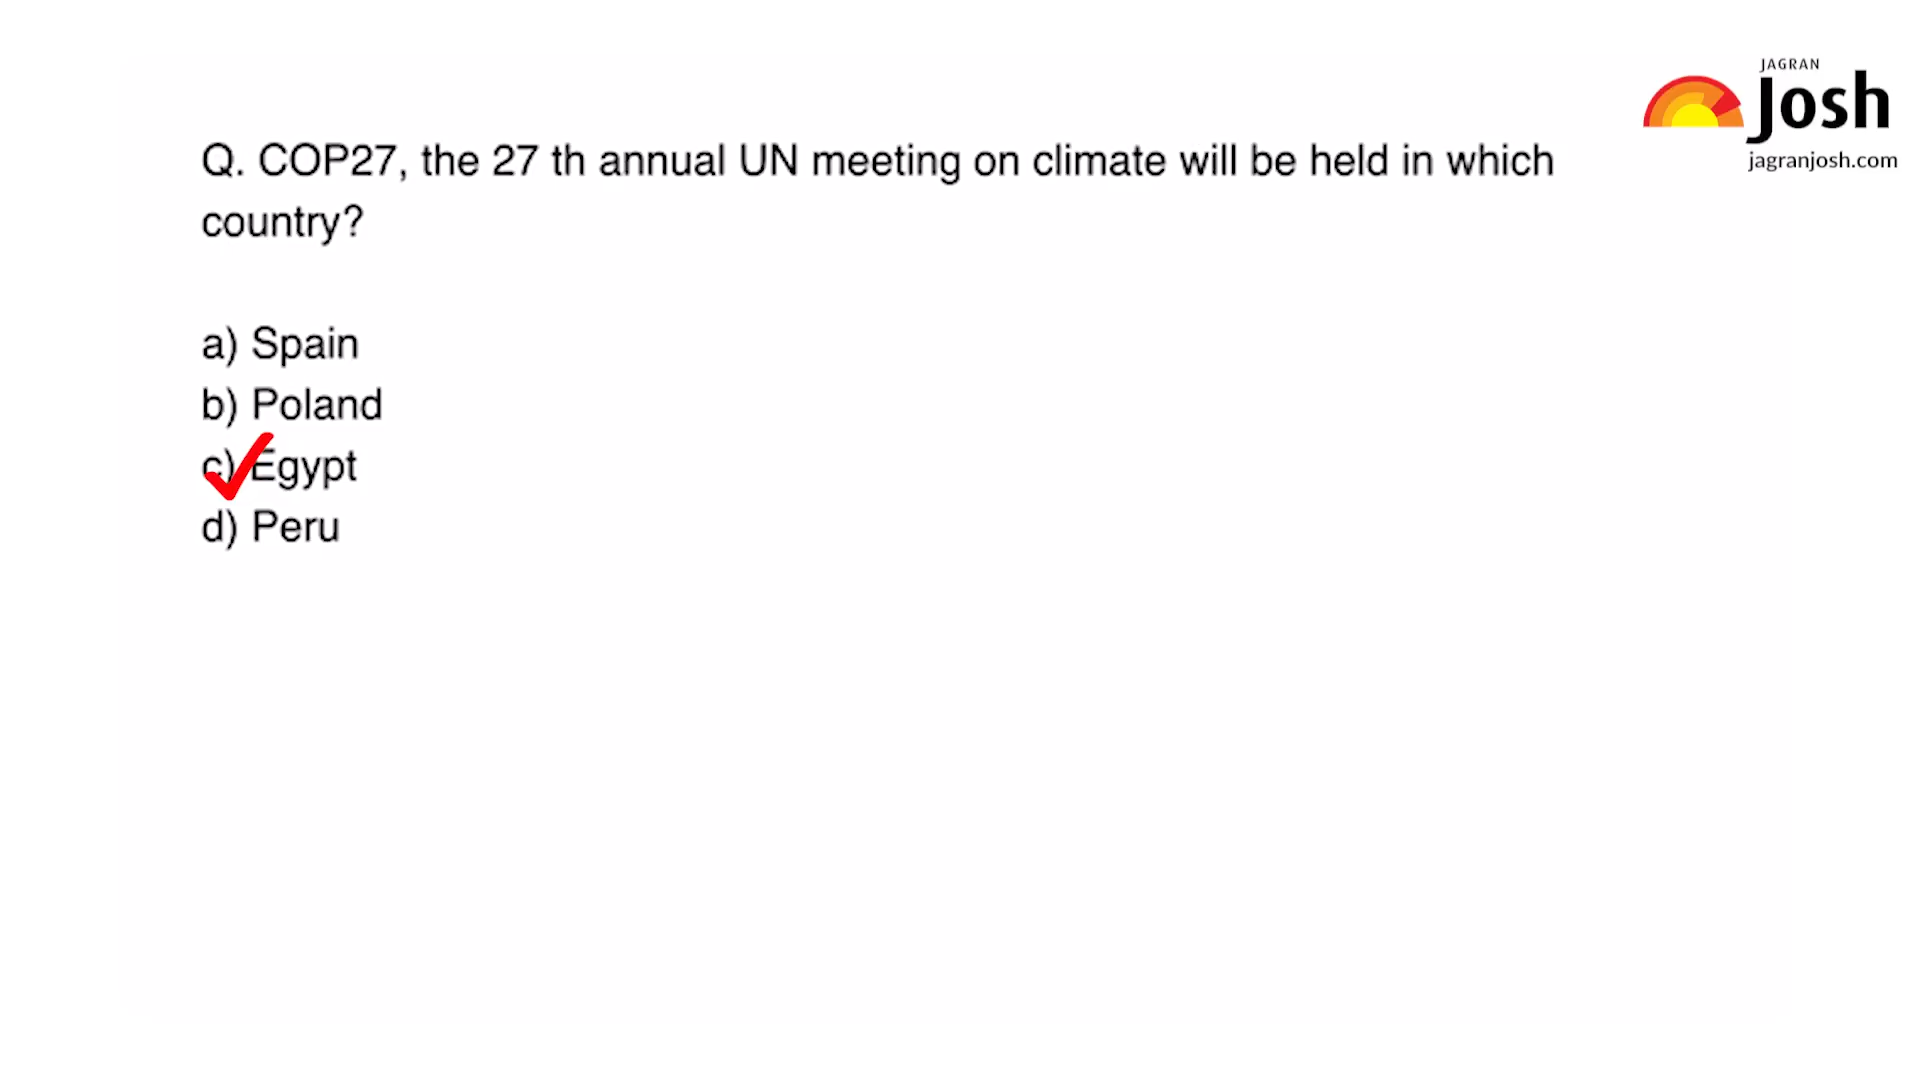 JAGRAN
Josh
jagranjosh.com
Q. COP27, the 27 th annual UN meeting on climate will be held in which
country?
a) Spain
b) Poland
c) Egypt
d) Peru